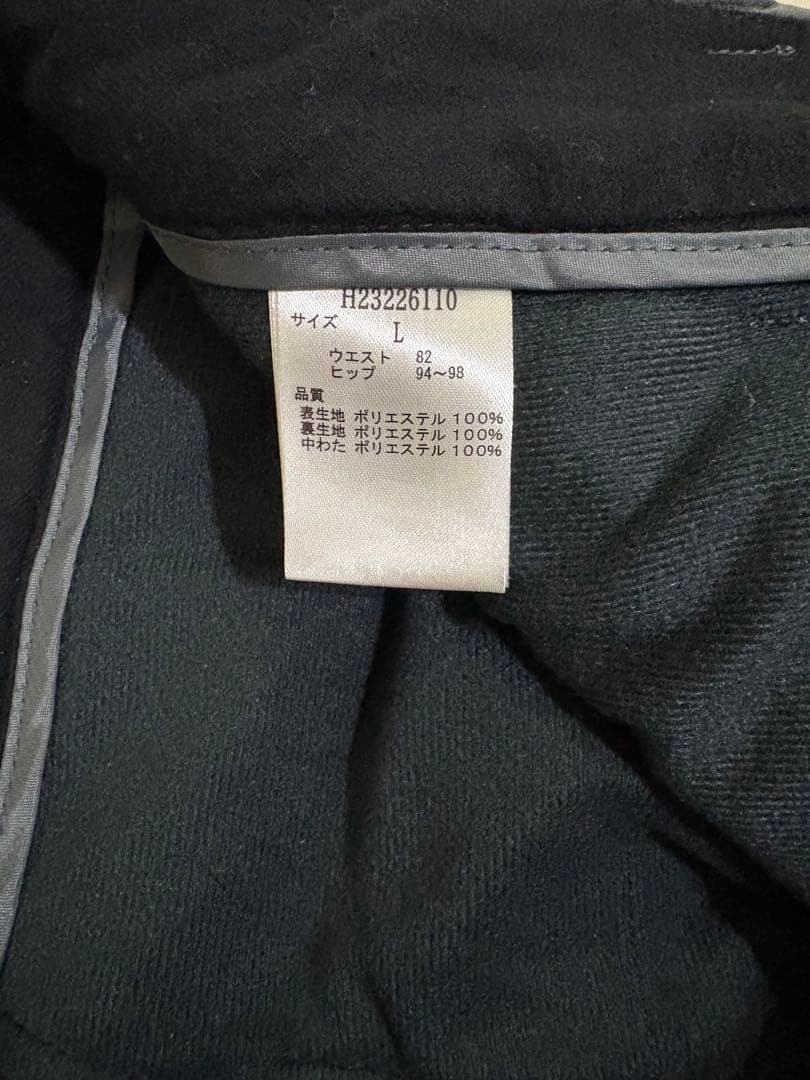 H23226110
サイズ
L
ウエスト 82
ヒップ 94～98
品質
表生地 ポリエステル 100%
裏生地 ポリエステル 100%
中わた ポリエステル 100%